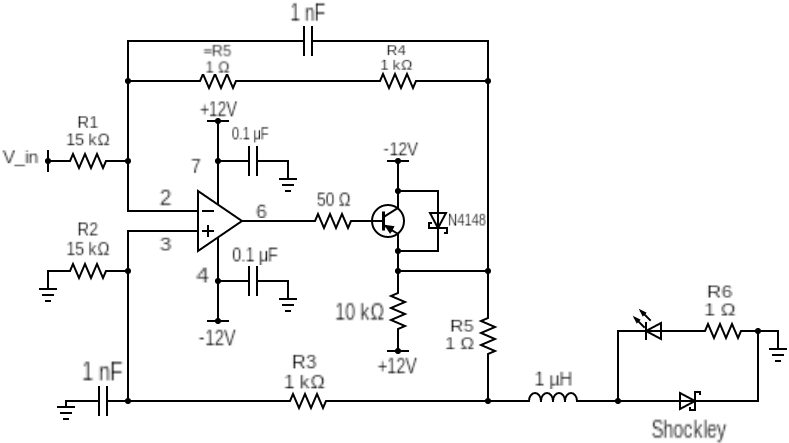 1 nF
=R5
1 Ω
R4
1 kΩ
+12V
0.1 µF
R1
15 kΩ
V_in
7
-12V
2
50 Ω
6
N4148
R2
15 kΩ
3
4
0.1 µF
-12V
10 kΩ
+12V
R5
1 Ω
R6
1 Ω
1 nF
R3
1 kΩ
1 µH
Shockley